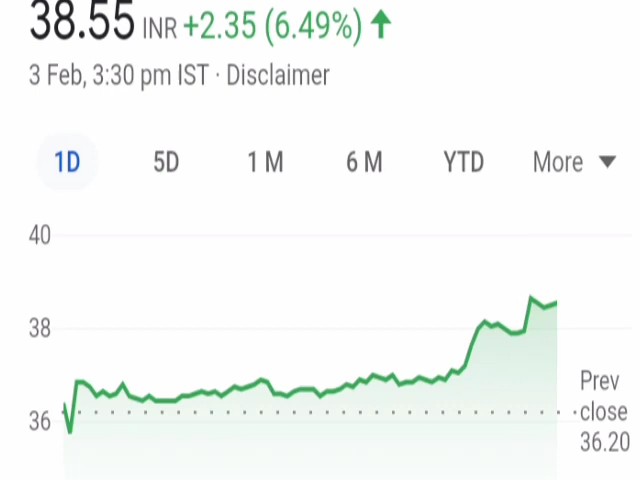 38.55 INR +2.35 (6.49%)
3 Feb, 3:30 pm IST · Disclaimer
1D 5D 1 M 6 M YTD More
40
38
36
Prev
close
36.20